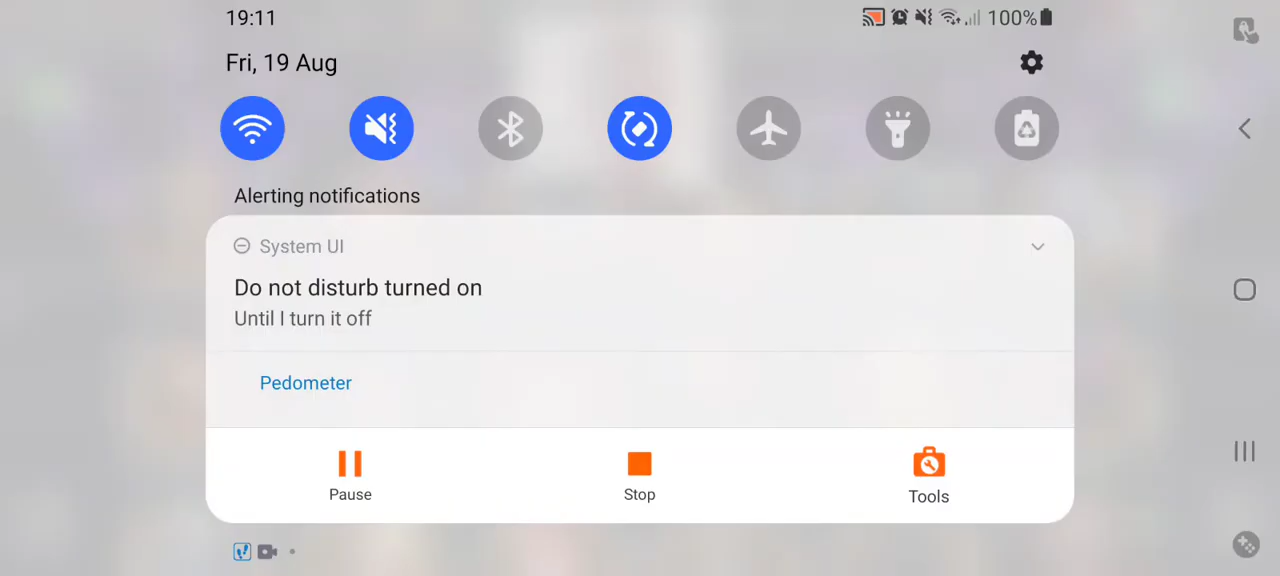 19:11
100%
Fri, 19 Aug
Alerting notifications
System UI
Do not disturb turned on
Until I turn it off
Pedometer
Pause
Stop
Tools